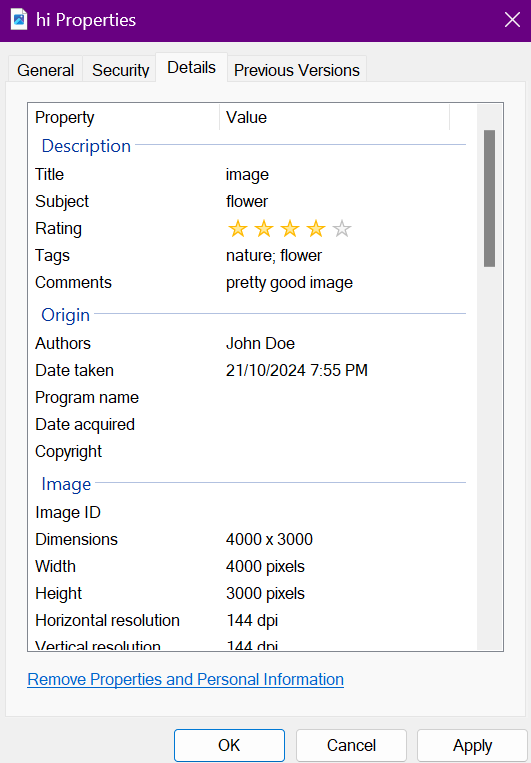 hi Properties
General Security Details Previous Versions
Property Value
Description
Title image
Subject flower
Rating
Tags nature; flower
Comments pretty good image
Origin
Authors John Doe
Date taken 21/10/2024 7:55 PM
Program name
Date acquired
Copyright
Image
Image ID
Dimensions 4000 x 3000
Width 4000 pixels
Height 3000 pixels
Horizontal resolution 144 dpi
Vertical resolution 144 dpi
Remove Properties and Personal Information
OK Cancel Apply